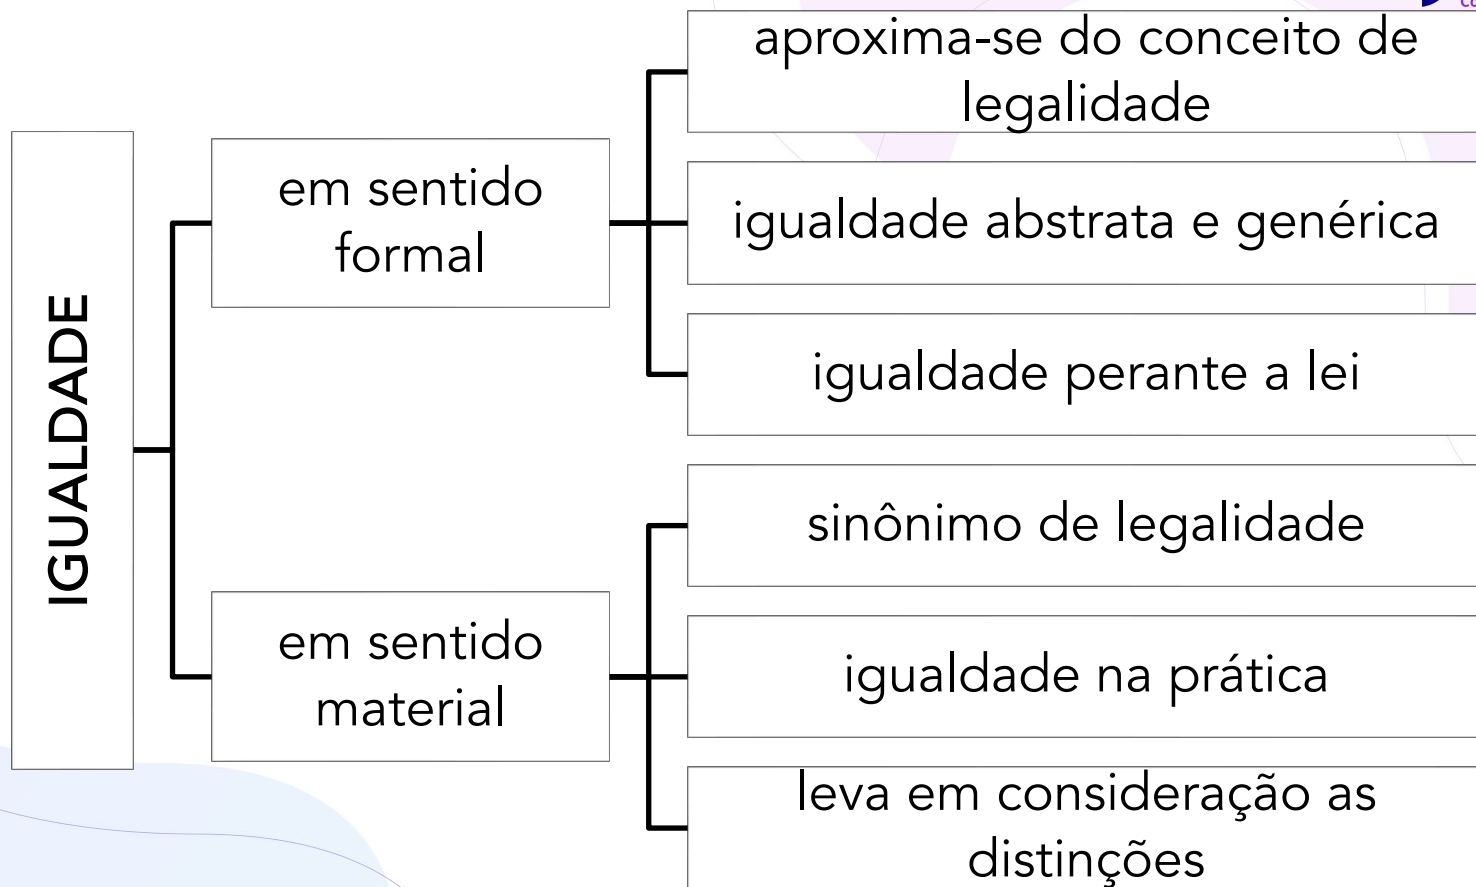 IGUALDADE
em sentido
formal
aproxima-se do conceito de
legalidade
igualdade abstrata e genérica
igualdade perante a lei
em sentido
material
sinônimo de legalidade
igualdade na prática
leva em consideração as
distinções